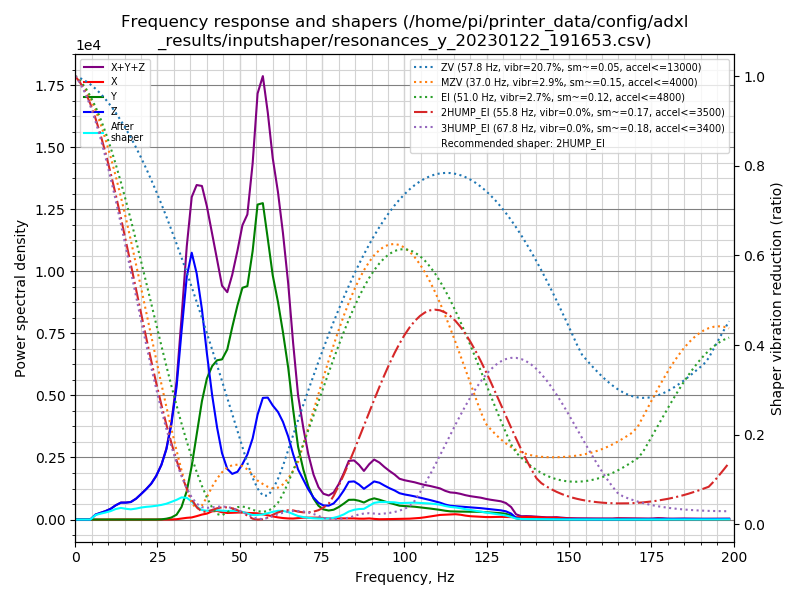 Frequency response and shapers (/home/pi/printer_data/config/adxl
_results/inputshaper/resonances_y_20230122_191653.csv)
1e4
X+Y+Z
X
Y
Z
After
shaper
ZV (57.8 Hz, vibr=20.7%, sm~=0.05, accel<=13000)
MZV (37.0 Hz, vibr=2.9%, sm~=0.15, accel<=4000)
EI (51.0 Hz, vibr=2.7%, sm~=0.12, accel<=4800)
2HUMP_EI (55.8 Hz, vibr=0.0%, sm~=0.17, accel<=3500)
3HUMP_EI (67.8 Hz, vibr=0.0%, sm~=0.18, accel<=3400)
Recommended shaper: 2HUMP_EI
Power spectral density
1.75
1.50
1.25
1.00
0.75
0.50
0.25
0.00
1.0
0.8
0.6
0.4
0.2
0.0
Shaper vibration reduction (ratio)
0 25 50 75 100 125 150 175 200
Frequency, Hz